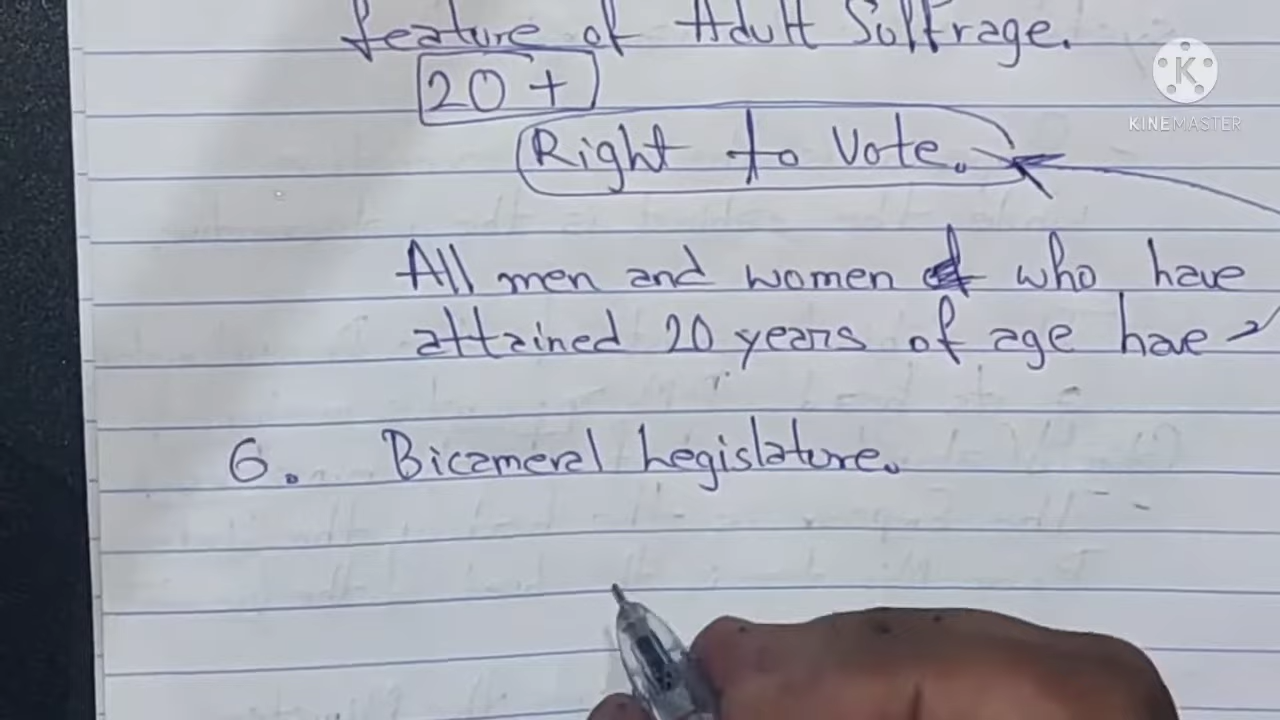 feature of Adult Suffrage.
20 +
Right to Vote.
All men and women who have
attained 20 years of age have
6. Bicameral Legislature.
K
KINEMASTER